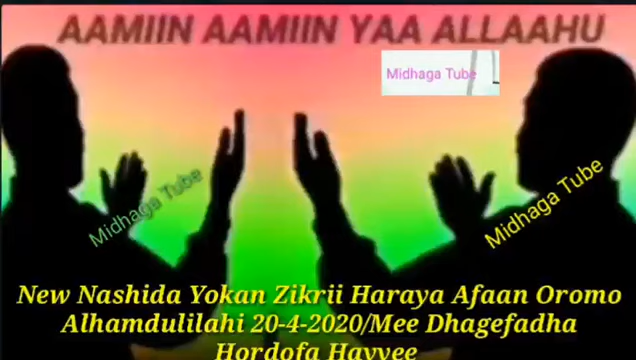 AAMIIN AAMIIN YAA ALLAAHU
Midhaga Tube
Midhaga Tube
Midhaga Tube
New Nashida Yokan Zikrii Haraya Afaan Oromo
Alhamdulilahi 20-4-2020/Mee Dhagefadha
Hordofa Hayyee